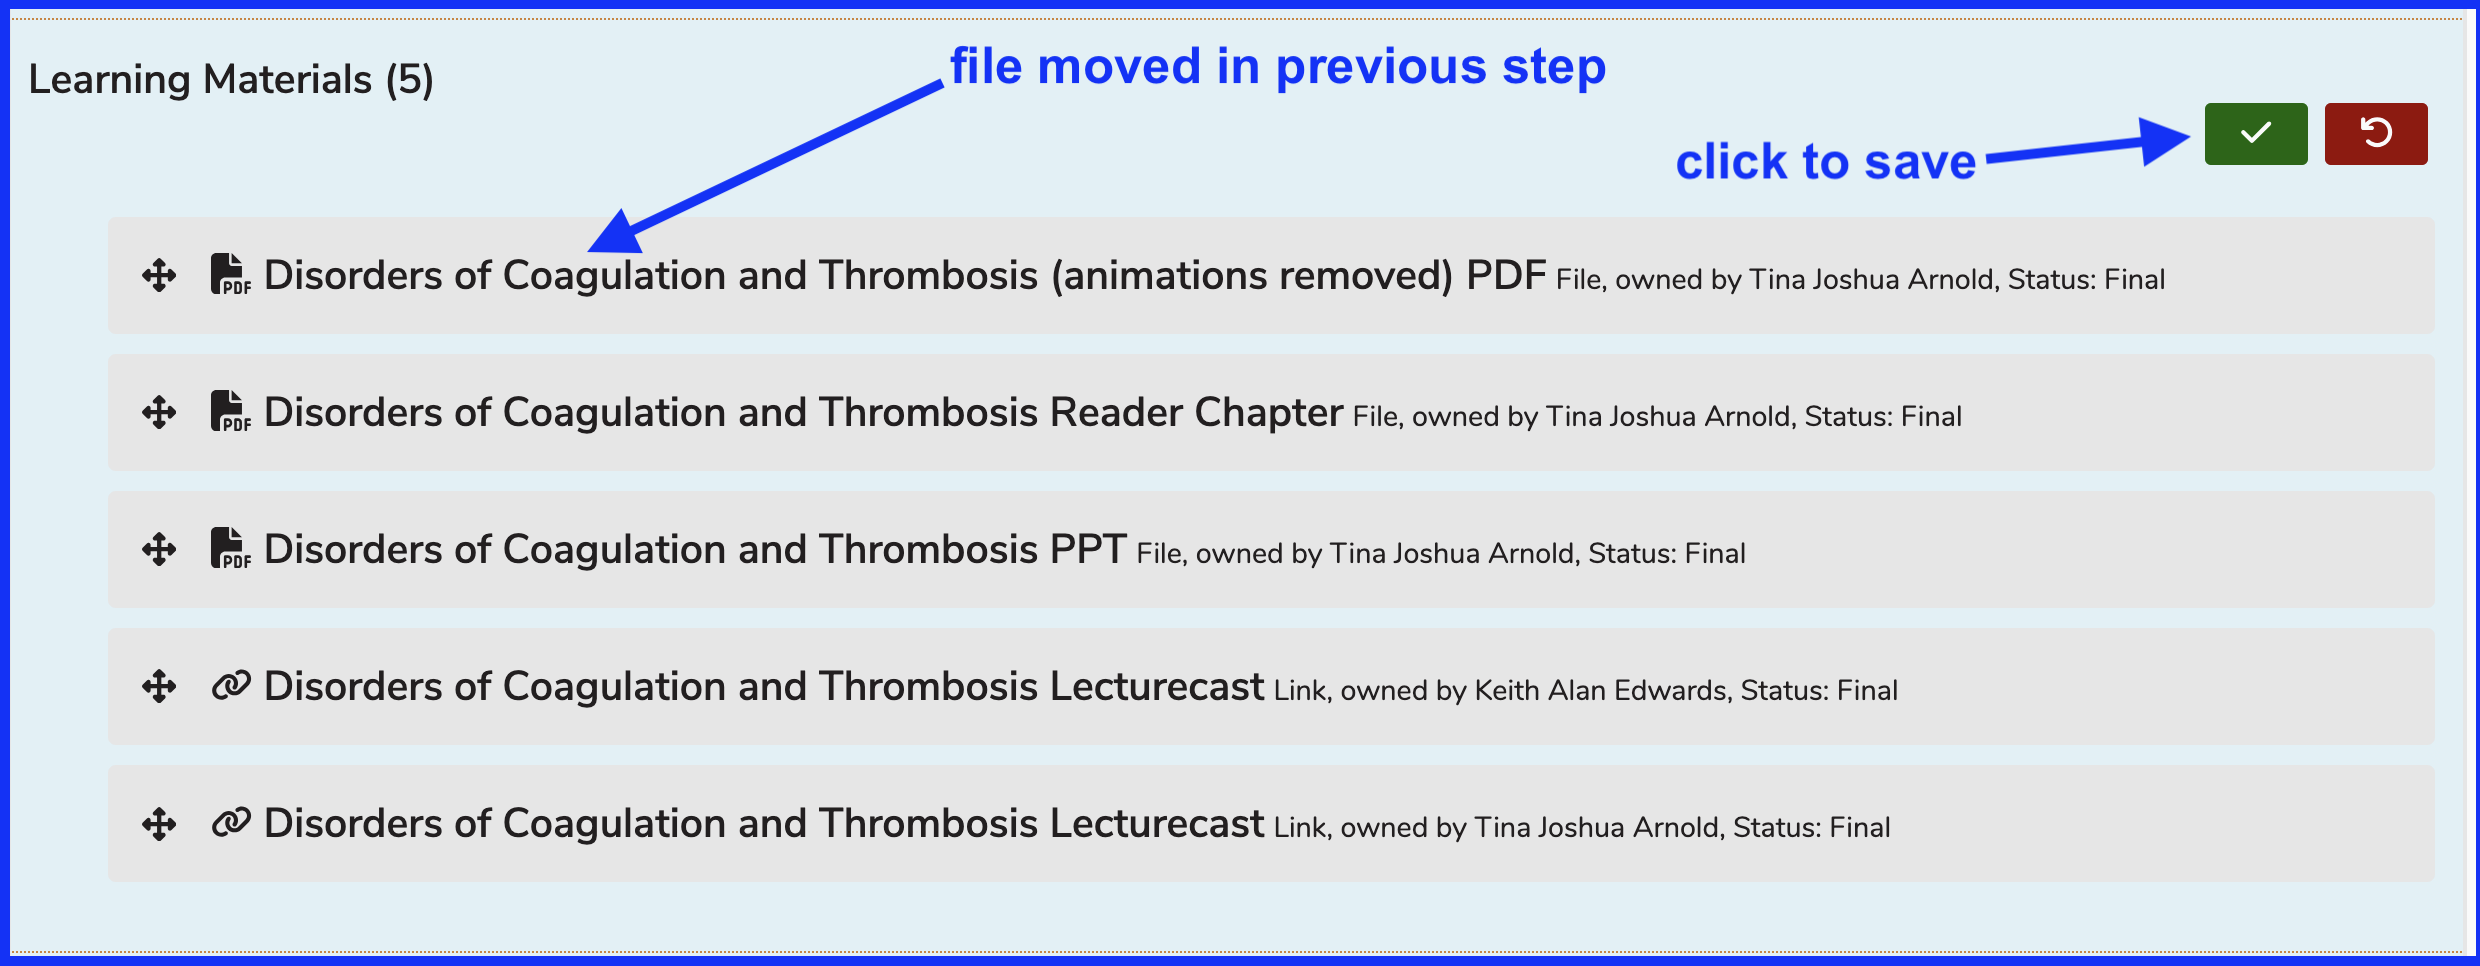 file moved in previous step
Learning Materials (5)
click to save
Disorders of Coagulation and Thrombosis (animations removed) PDF File, owned by Tina Joshua Arnold, Status: Final
PDF
Disorders of Coagulation and Thrombosis Reader Chapter File, owned by Tina Joshua Arnold, Status: Final
PDF
Disorders of Coagulation and Thrombosis PPT File, owned by Tina Joshua Arnold, Status: Final
PDF
Disorders of Coagulation and Thrombosis Lecturecast Link, owned by Keith Alan Edwards, Status: Final
Disorders of Coagulation and Thrombosis Lecturecast Link, owned by Tina Joshua Arnold, Status: Final